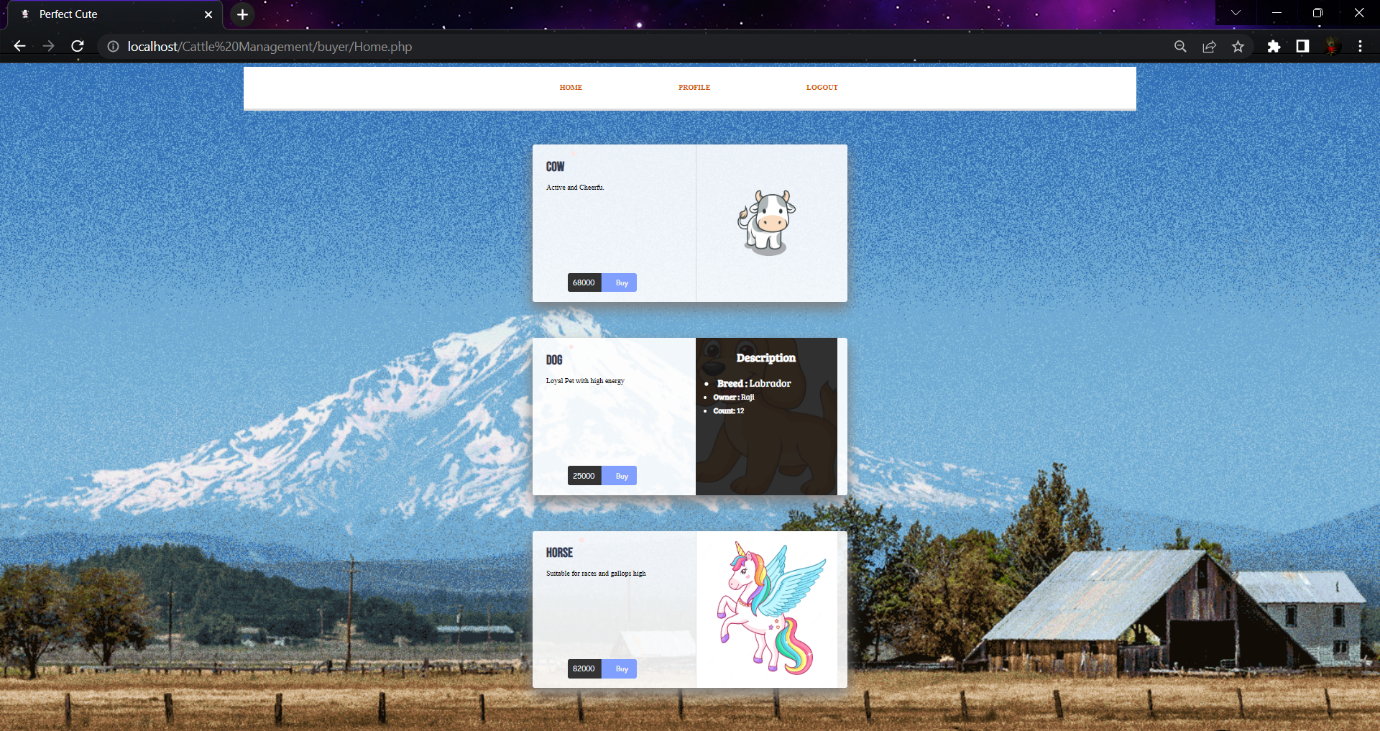 Perfect Cute
localhost/Cattle%20Management/buyer/Home.php
HOME PROFILE LOGOUT
COW
Active and Cheerfu.
68000 Buy
DOG
Loyal Pet with high energy
25000 Buy
Description
Breed : Labrador
Owner : Raji
Count: 12
HORSE
Suitable for races and gallops high
82000 Buy